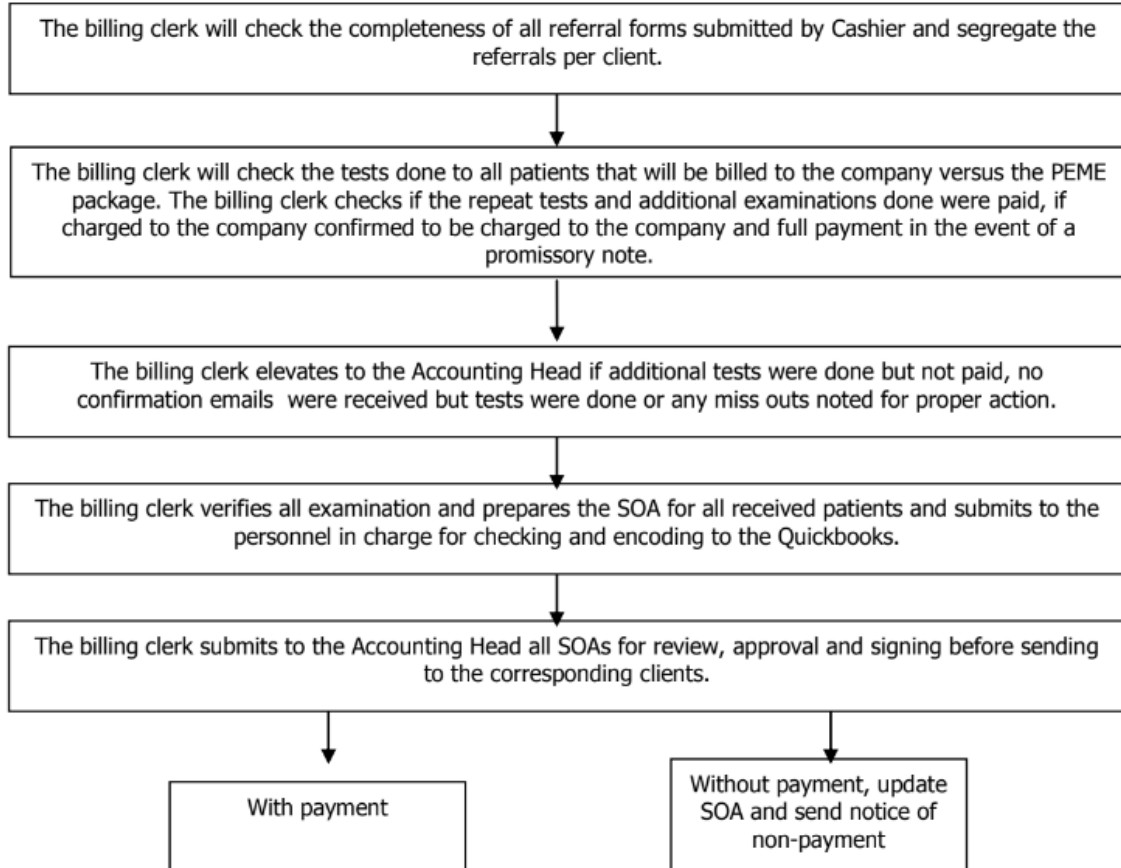 The billing clerk will check the completeness of all referral forms submitted by Cashier and segregate the
referrals per client.
The billing clerk will check the tests done to all patients that will be billed to the company versus the PEME
package. The billing clerk checks if the repeat tests and additional examinations done were paid, if
charged to the company confirmed to be charged to the company and full payment in the event of a
promissory note.
The billing clerk elevates to the Accounting Head if additional tests were done but not paid, no
confirmation emails were received but tests were done or any miss outs noted for proper action.
The billing clerk verifies all examination and prepares the SOA for all received patients and submits to the
personnel in charge for checking and encoding to the Quickbooks.
The billing clerk submits to the Accounting Head all SOAs for review, approval and signing before sending
to the corresponding clients.
With payment
Without payment, update
SOA and send notice of
non-payment